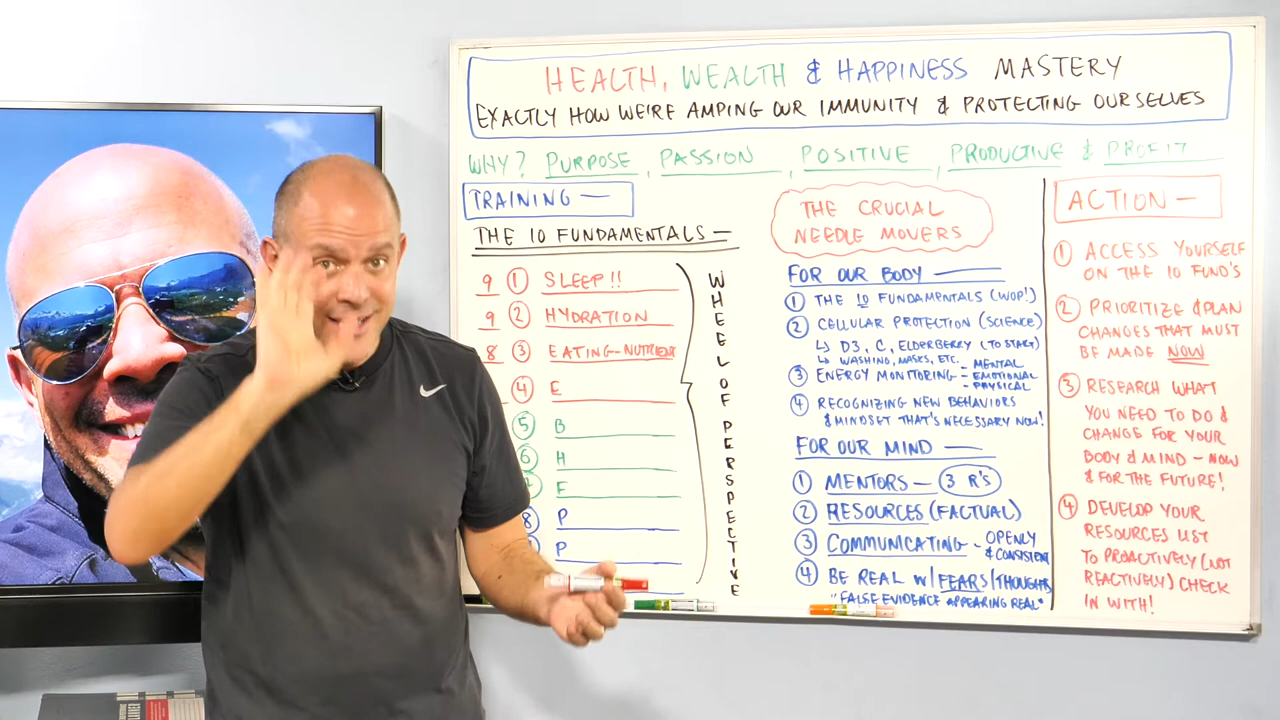 HEALTH, WEALTH & HAPPINESS MASTERY
EXACTLY HOW WE'RE AMPING OUR IMMUNITY & PROTECTING OURSELVES
WHY? PURPOSE, PASSION, POSITIVE, PRODUCTIVE & PROFIT
TRAINING —
THE 10 FUNDAMENTALS —
9 ① SLEEP!!
9 ② HYDRATION
8 ③ EATING - NUTRIENT
④ E
⑤ B
⑥ H
F
8 P
P
WHEEL OF PERSPECTIVE
THE CRUCIAL
NEEDLE MOVERS
FOR OUR BODY —
① THE 10 FUNDAMENTALS (WOP!)
② CELLULAR PROTECTION (SCIENCE)
↳ D3, C, ELDERBERRY (TO START)
↳ WASHING, MASKS, ETC.
③ ENERGY MONITORING - MENTAL
- EMOTIONAL
- PHYSICAL
④ RECOGNIZING NEW BEHAVIORS
& MINDSET THAT'S NECESSARY NOW!
FOR OUR MIND —
① MENTORS — 3 R'S
② RESOURCES (FACTUAL)
③ COMMUNICATING - OPENLY
& CONSISTENT
④ BE REAL W/ FEARS/THOUGHTS
"FALSE EVIDENCE APPEARING REAL"
ACTION —
① ACCESS YOURSELF
ON THE 10 FUND'S
② PRIORITIZE & PLAN
CHANGES THAT MUST
BE MADE NOW
③ RESEARCH WHAT
YOU NEED TO DO &
CHANGE FOR YOUR
BODY & MIND - NOW
& FOR THE FUTURE!
④ DEVELOP YOUR
RESOURCES LIST
TO PROACTIVELY (NOT
REACTIVELY) CHECK
IN WITH!